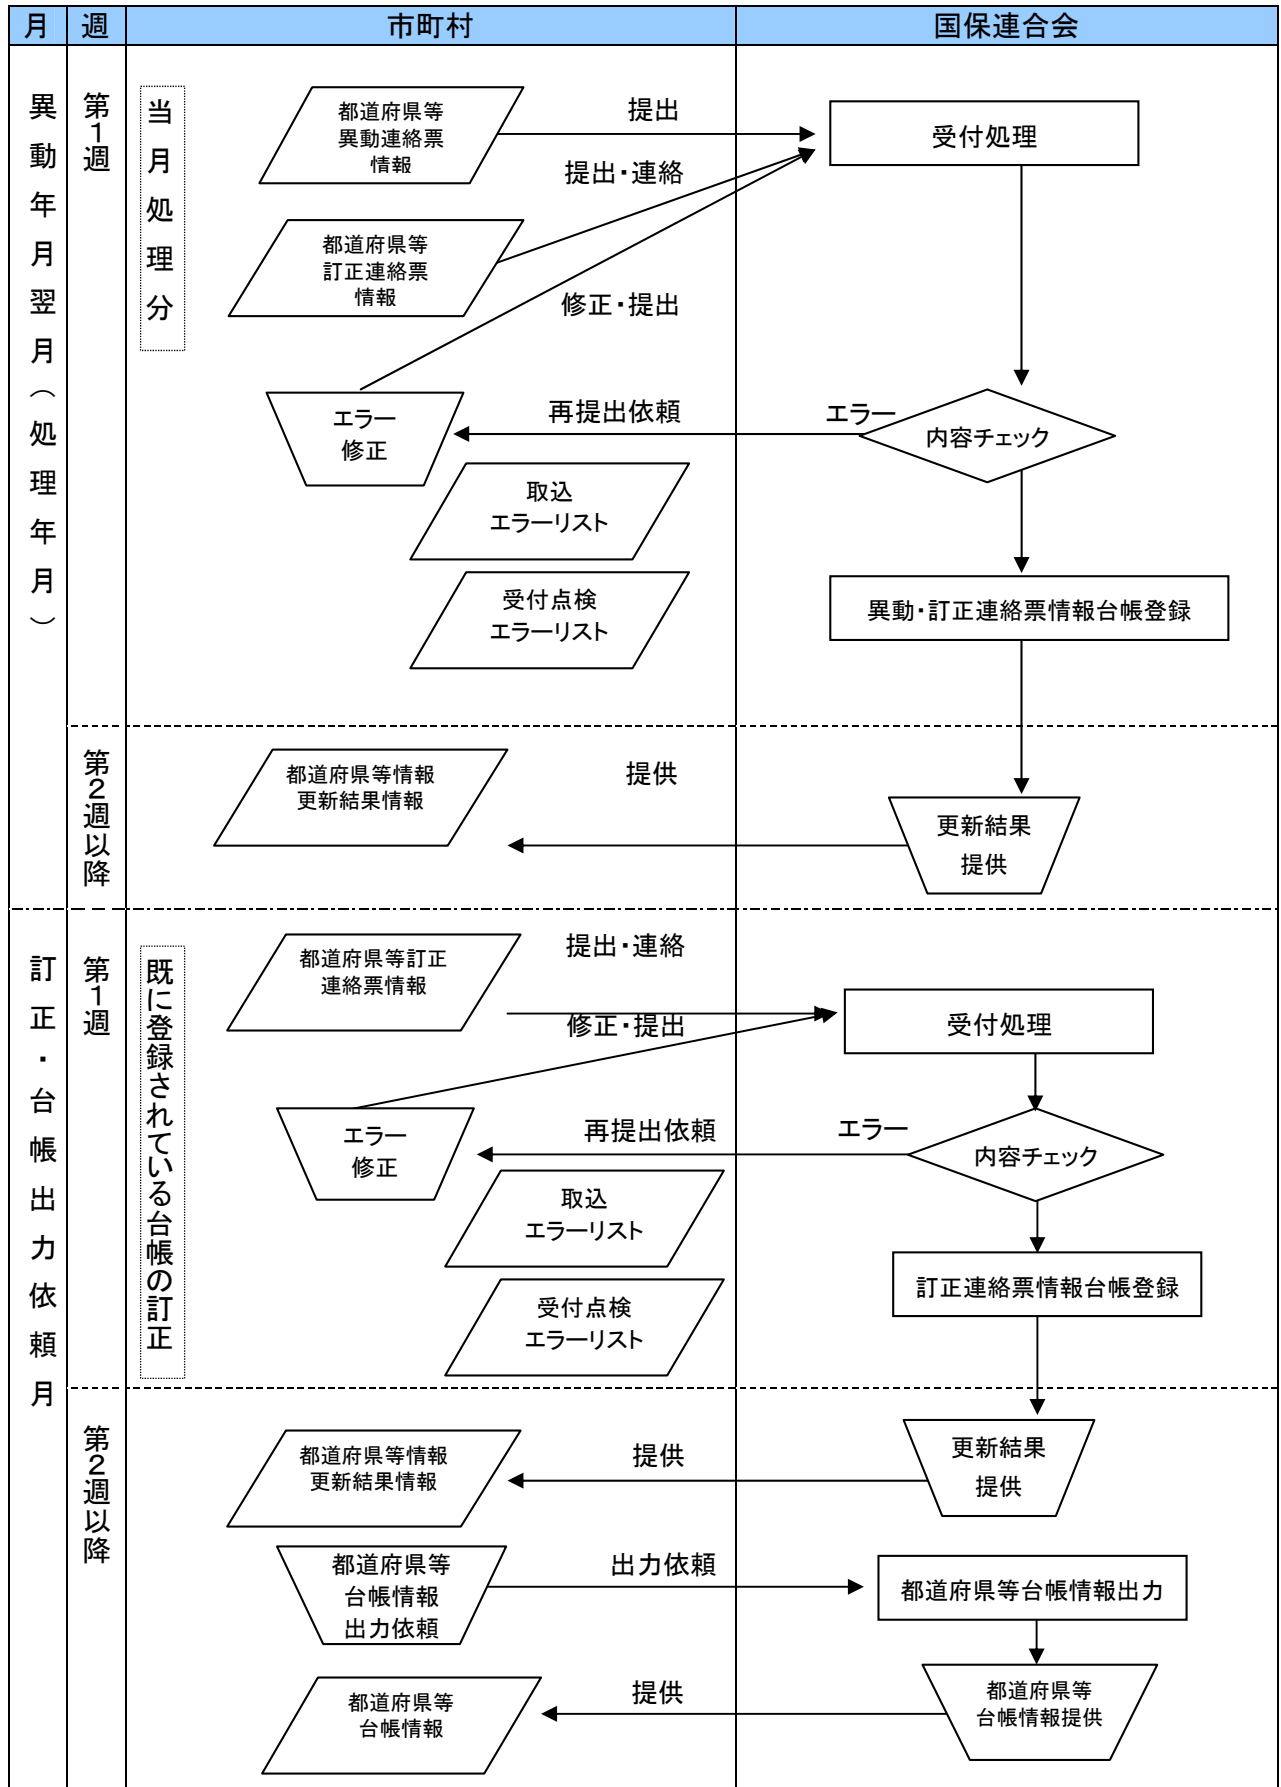 月 週 市町村 国保連合会
異動年月翌月（処理年月）
第1週
当月処理分
都道府県等
異動連絡票
情報
提出
受付処理
提出・連絡
都道府県等
訂正連絡票
情報
修正・提出
エラー
修正
再提出依頼
エラー
内容チェック
取込
エラーリスト
受付点検
エラーリスト
異動・訂正連絡票情報台帳登録
第2週以降
都道府県等情報
更新結果情報
提供
更新結果
提供
訂正・台帳出力依頼月
第1週
既に登録されている台帳の訂正
都道府県等訂正
連絡票情報
提出・連絡
受付処理
修正・提出
エラー
修正
再提出依頼
エラー
内容チェック
取込
エラーリスト
受付点検
エラーリスト
訂正連絡票情報台帳登録
第2週以降
都道府県等情報
更新結果情報
提供
更新結果
提供
都道府県等
台帳情報
出力依頼
出力依頼
都道府県等台帳情報出力
都道府県等
台帳情報
提供
都道府県等
台帳情報提供